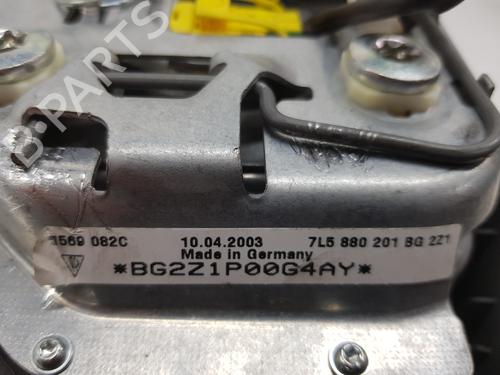 B-PARTS
1569 082C 10.04.2003 7L5 880 201 BG 2Z1
Made in Germany
*BG2Z1P00G4AY*